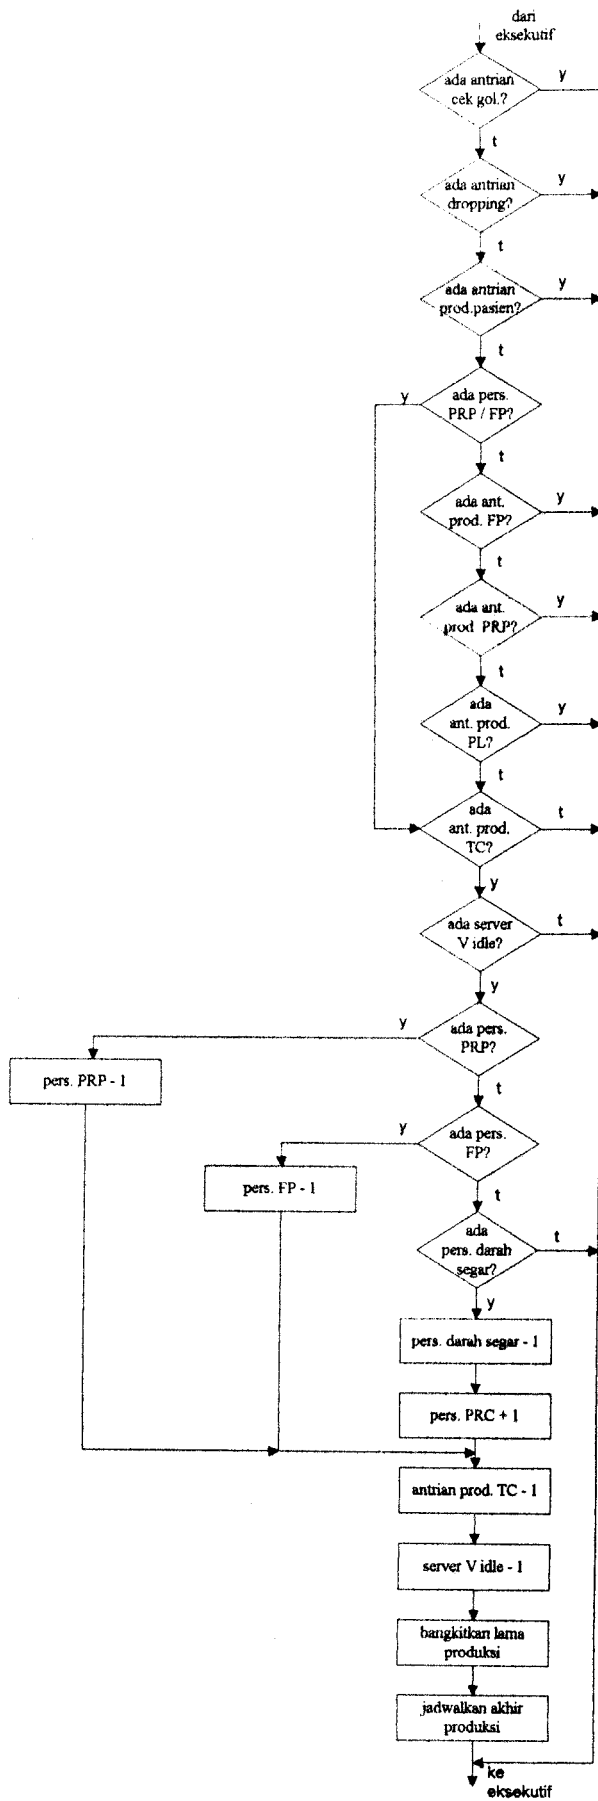 dari
eksekutif
ada antrian
cek gol.?
y
t
ada antrian
dropping?
y
t
ada antrian
prod.pasien?
y
t
ada pers.
PRP / FP?
y
t
ada ant.
prod. FP?
y
t
ada ant.
prod PRP?
y
t
ada
ant. prod.
PL?
y
t
ada
ant. prod.
TC?
t
y
ada server
V idle?
t
y
ada pers.
PRP?
y
t
pers. PRP - 1
ada pers.
FP?
y
t
pers. FP - 1
ada
pers. darah
segar?
t
y
pers. darah segar - 1
pers. PRC + 1
antrian prod. TC - 1
server V idle - 1
bangkitkan lama
produksi
jadwalkan akhir
produksi
ke
eksekutif